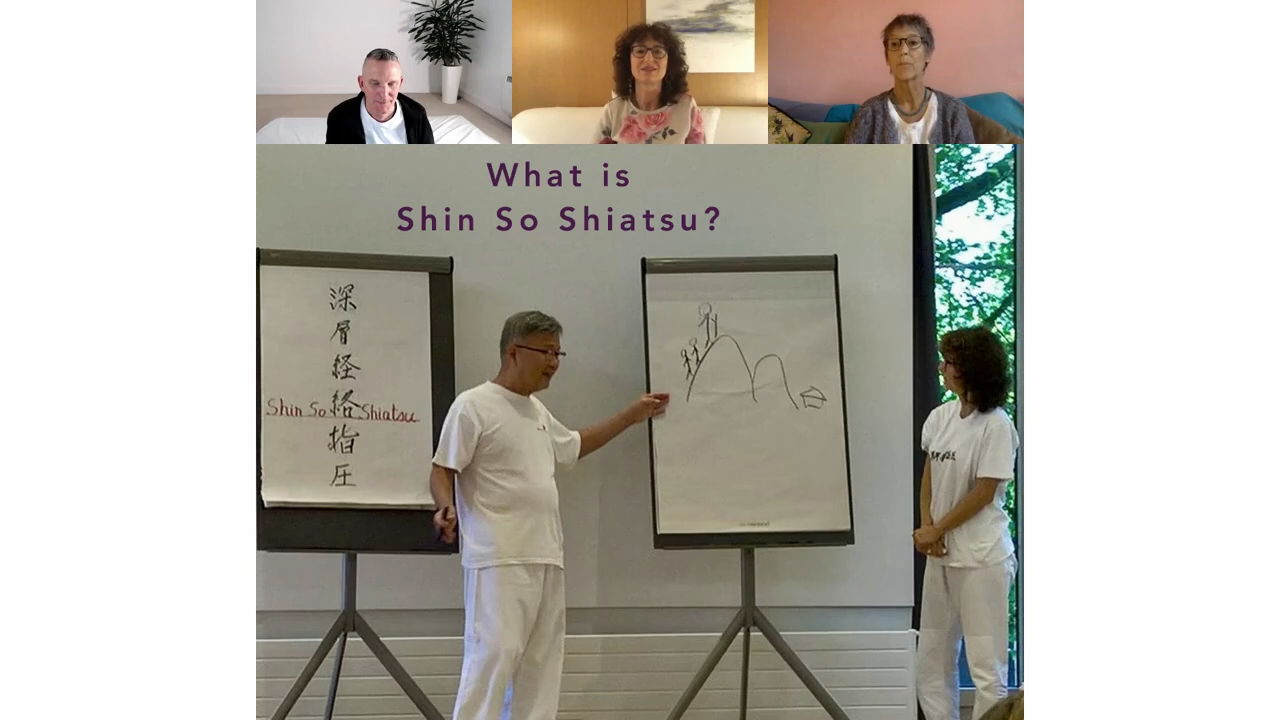 What is
Shin So Shiatsu?
深
層
経
絡
指
圧
Shin So Shiatsu